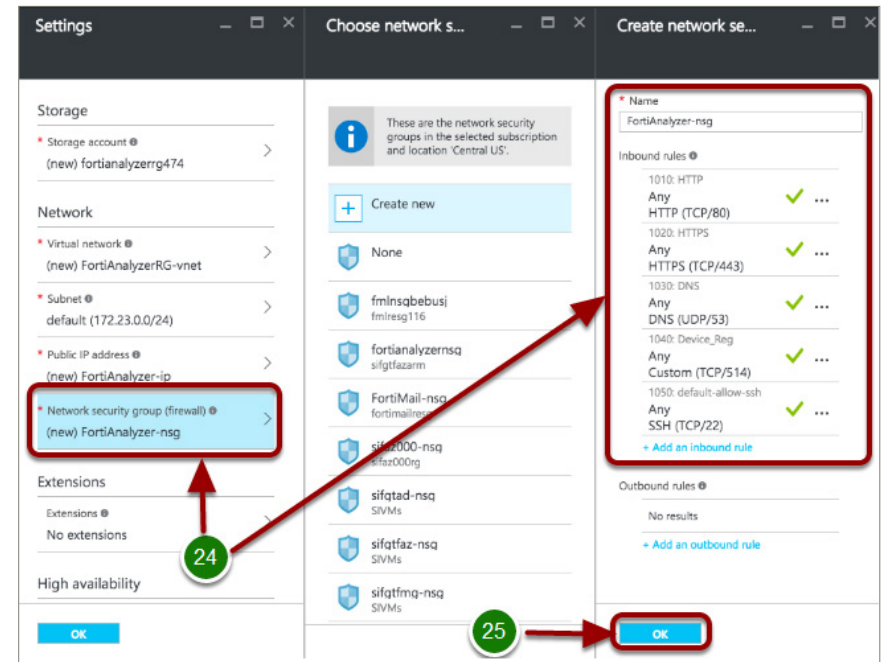 Settings
Storage
* Storage account
(new) fortianalyzerrg474
Network
* Virtual network
(new) FortiAnalyzerRG-vnet
* Subnet
default (172.23.0.0/24)
* Public IP address
(new) FortiAnalyzer-ip
* Network security group (firewall)
(new) FortiAnalyzer-nsg
Extensions
Extensions
No extensions
24
High availability
OK
Choose network s...
These are the network security
groups in the selected subscription
and location 'Central US'.
Create new
None
fmlnsgbebusj
fmlresg116
fortianalyzernsg
sifgtfazarm
FortiMail-nsg
sifaz000-nsg
sifaz000rg
sifgtad-nsg
SIVMs
sifgtfaz-nsg
SIVMs
sifgtfmg-nsg
SIVMs
25
Create network se...
* Name
FortiAnalyzer-nsg
Inbound rules
1010: HTTP
Any
HTTP (TCP/80)
1020: HTTPS
Any
HTTPS (TCP/443)
1030: DNS
Any
DNS (UDP/53)
1040: Device_Reg
Any
Custom (TCP/514)
1050: default-allow-ssh
Any
SSH (TCP/22)
+ Add an inbound rule
Outbound rules
No results
+ Add an outbound rule
OK